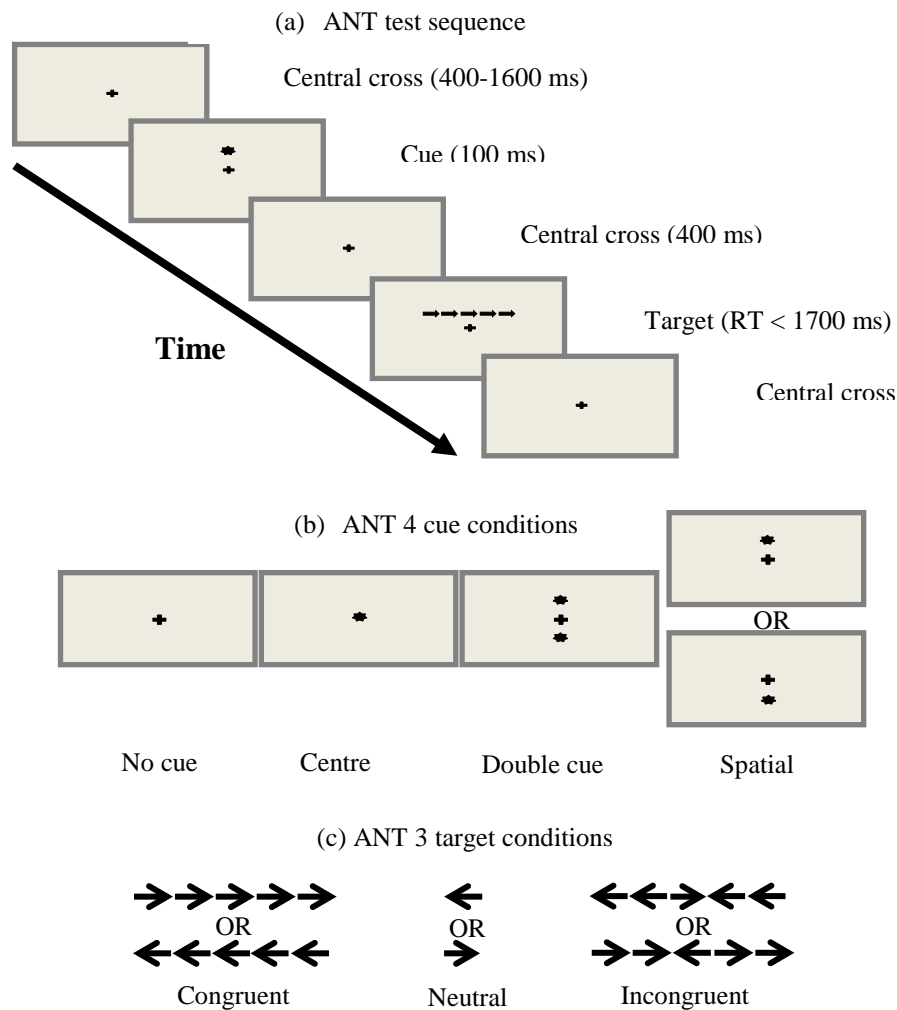 (a) ANT test sequence
Central cross (400-1600 ms)
Cue (100 ms)
Central cross (400 ms)
Target (RT < 1700 ms)
Time
Central cross
(b) ANT 4 cue conditions
OR
No cue Centre Double cue Spatial
(c) ANT 3 target conditions
OR OR OR
Congruent Neutral Incongruent